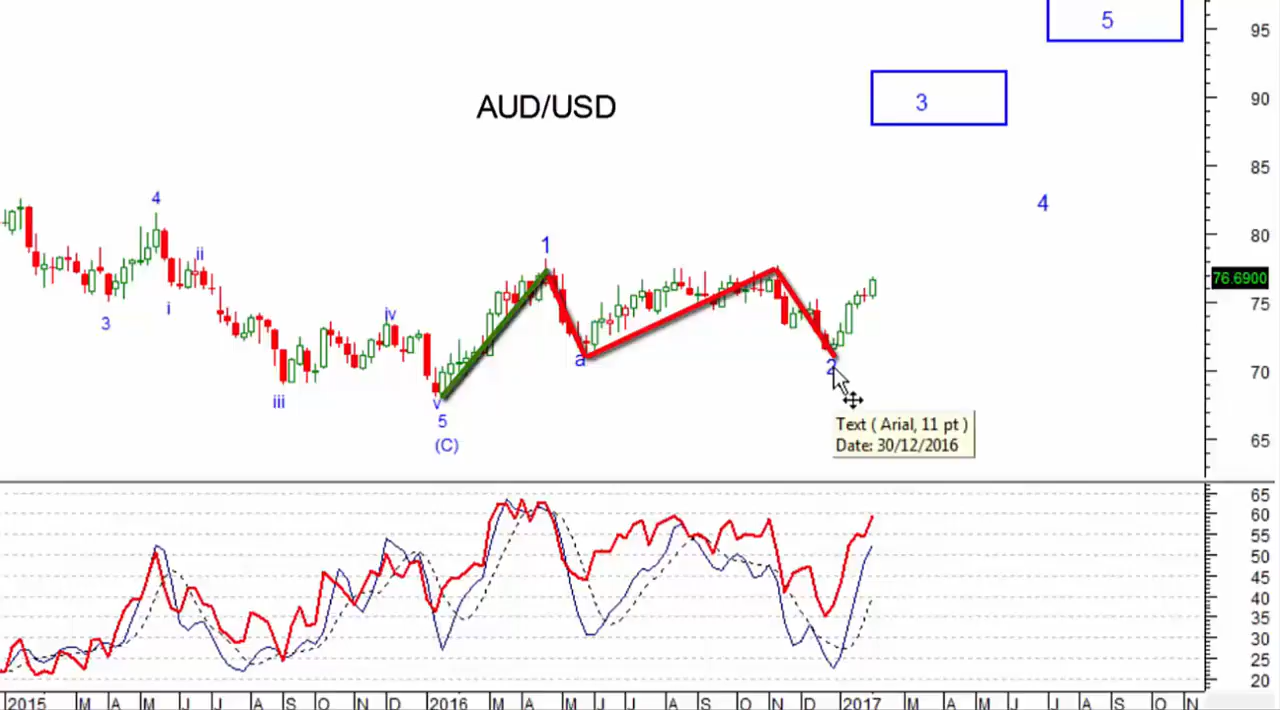 5
95
AUD/USD
3
90
85
4
4
80
ii
1
76.6900
75
i
3
iv
a
2
70
iii
v
5
(C)
Text ( Arial, 11 pt )
Date: 30/12/2016
65
65
60
55
50
45
40
35
30
25
20
2015 M A M J J A S O N D 2016 M A M J J A S O N D 2017 M A M J J A S O N